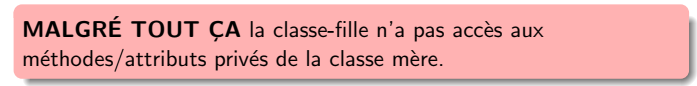 MALGRÉ TOUT ÇA la classe-fille n'a pas accès aux
méthodes/attributs privés de la classe mère.